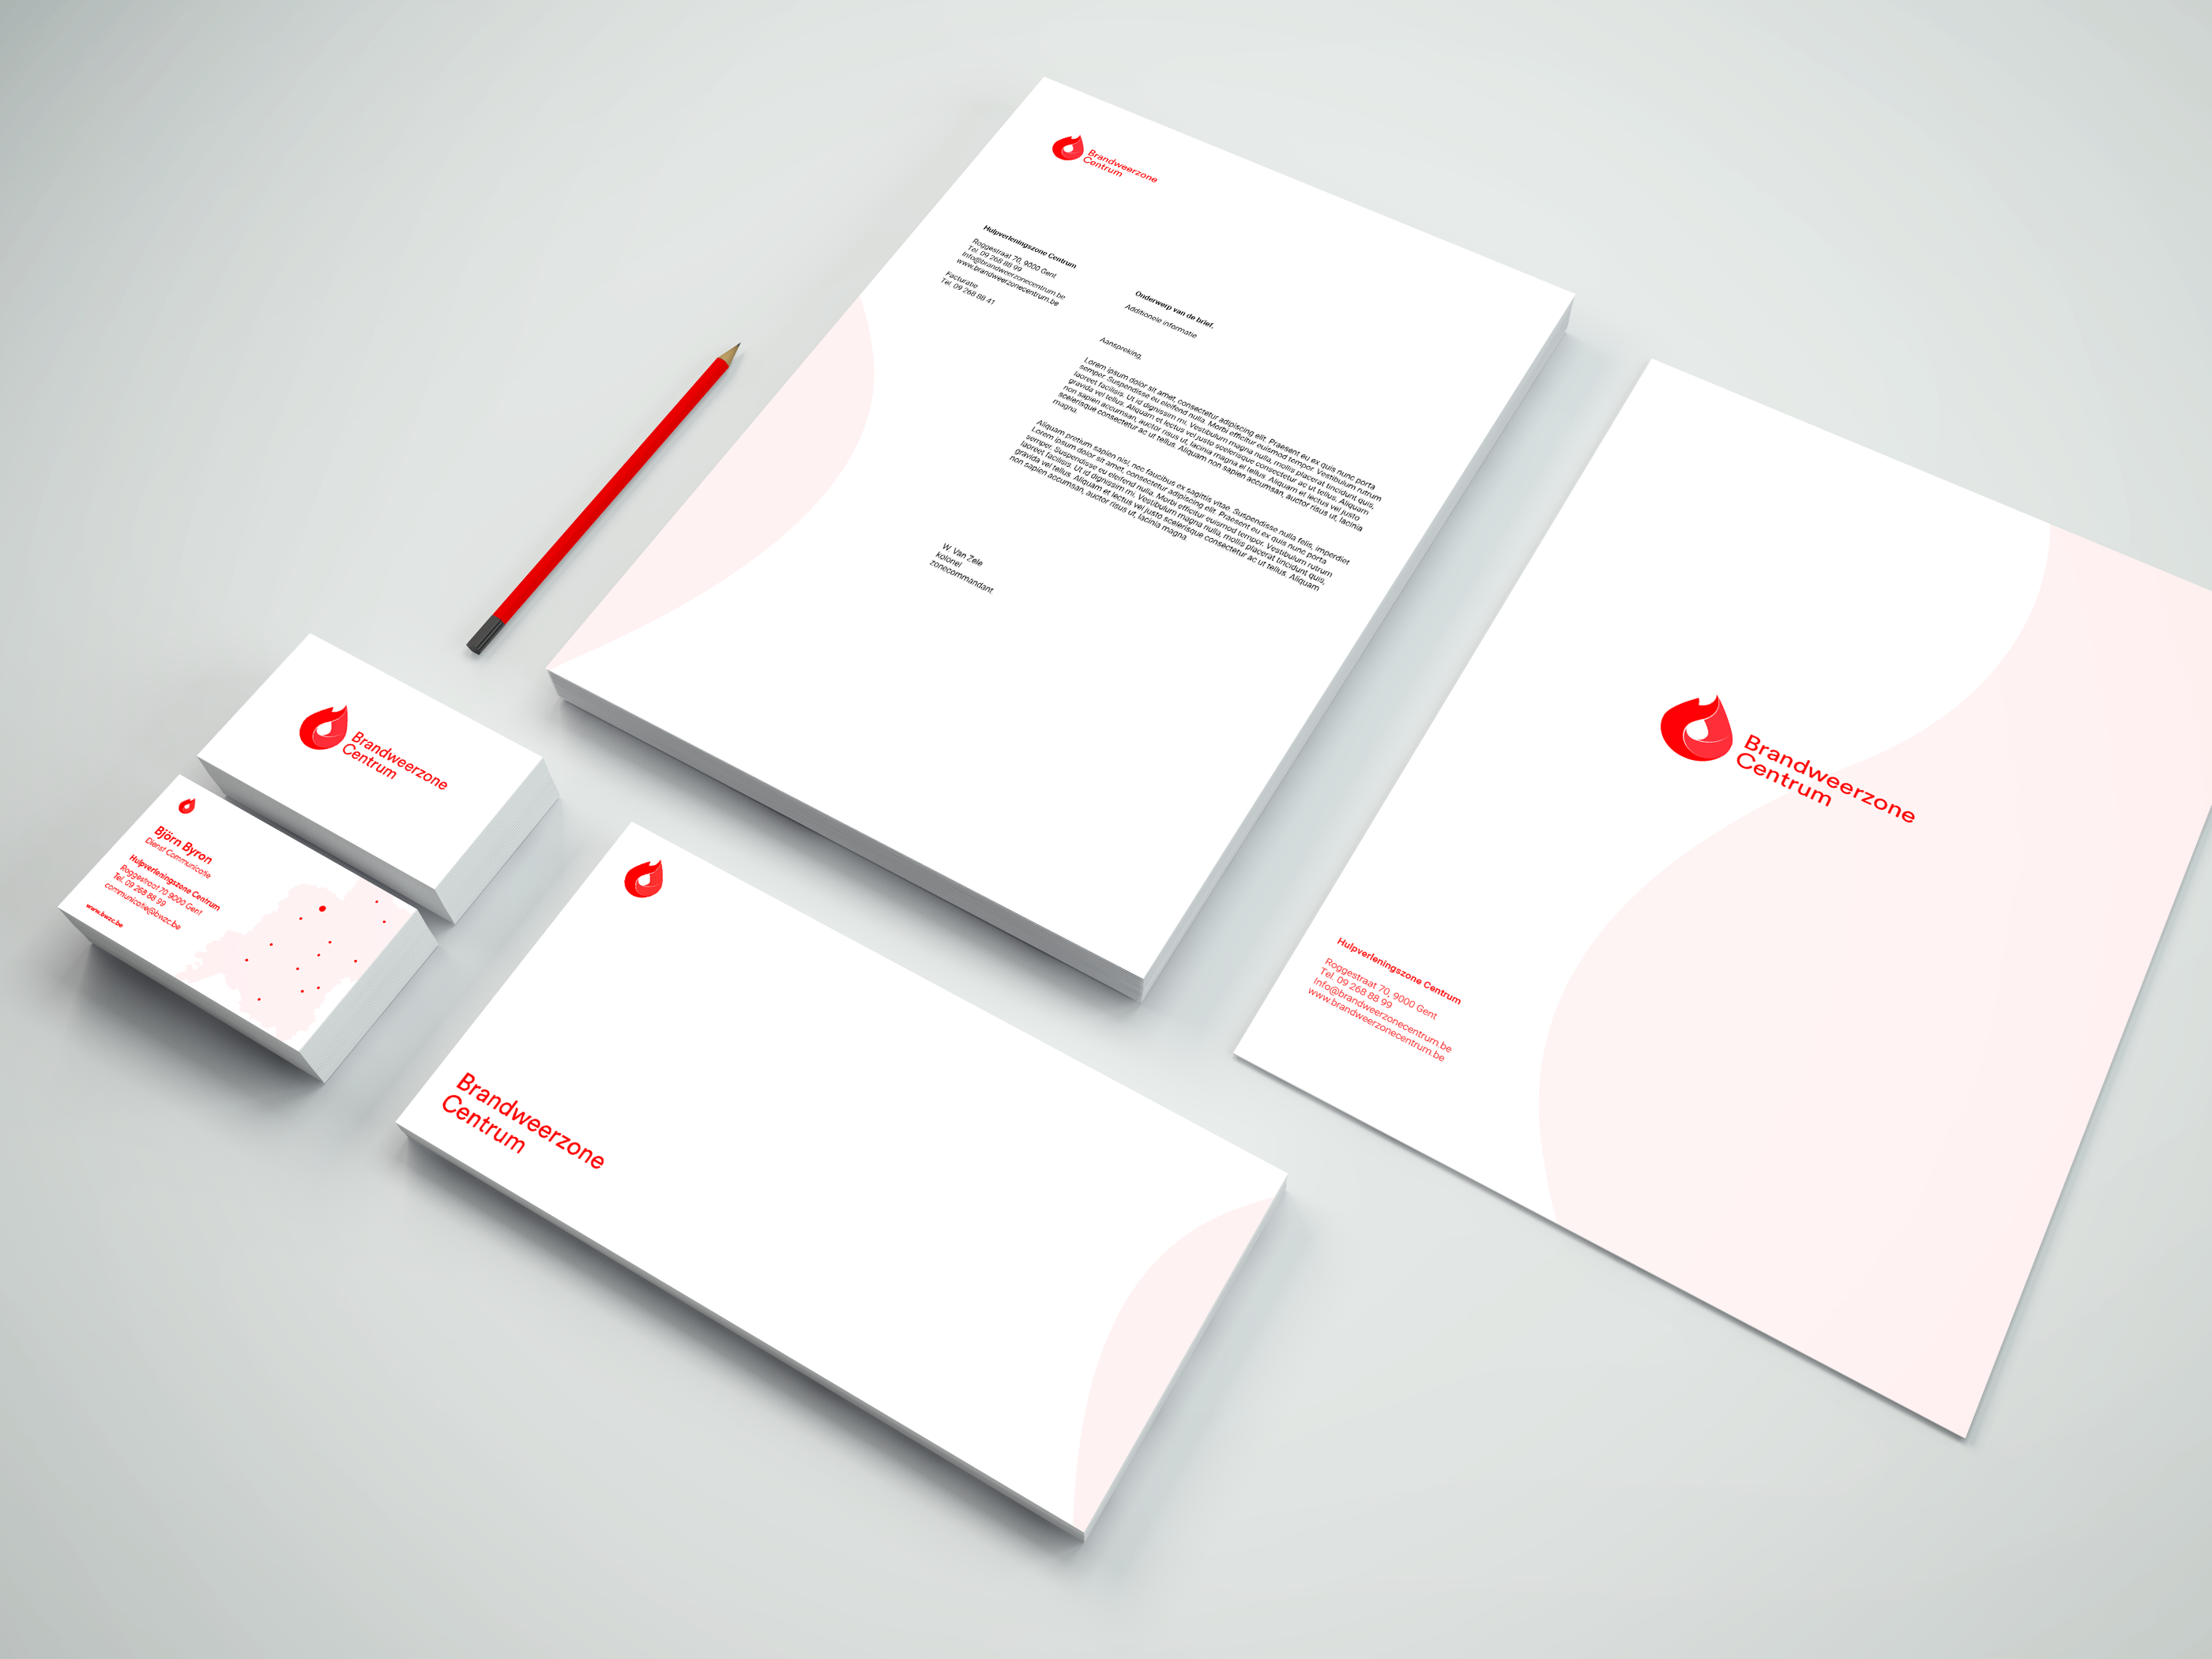 Brandweerzone
Centrum
Hulpverleningszone Centrum
Roggestraat 70, 9000 Gent
Tel. 09 268 88 99
Info@brandweerzonecentrum.be
www.brandweerzonecentrum.be
Facturatie
Tel. 09 268 88 41
Onderwerp van de brief.
Additionele informatie
Aanspreking,
Lorem ipsum dolor sit amet, consectetur adipiscing elit. Praesent eu ex quis nunc porta
semper. Suspendisse eu eleifend nulla. Morbi efficitur euismod tempor. Vestibulum rutrum
laoreet facilisis. Ut id dignissim mi. Vestibulum magna nulla, mollis placerat tincidunt quis,
gravida vel tellus. Aliquam et lectus vel justo scelerisque consectetur ac ut tellus. Aliquam
non sapien accumsan, auctor risus ut, lacinia magna el tellus. Aliquam et lectus vel justo
scelerisque consectetur ac ut tellus. Aliquam non sapien accumsan, auctor risus ut, lacinia
magna.
Aliquam pretium sapien nisl, nec faucibus ex sagittis vitae. Suspendisse nulla felis, imperdiet
Lorem ipsum dolor sit amet, consectetur adipiscing elit. Praesent eu ex quis nunc porta
semper. Suspendisse eu eleifend nulla. Morbi efficitur euismod tempor. Vestibulum rutrum
laoreet facilisis. Ut id dignissim mi. Vestibulum magna nulla, mollis placerat tincidunt quis,
gravida vel tellus. Aliquam et lectus vel justo scelerisque consectetur ac ut tellus. Aliquam
non sapien accumsan, auctor risus ut, lacinia magna.
W. Van Zele
kolonel
zonecommandant
Brandweerzone
Centrum
Björn Byron
Dienst Communicatie
Hulpverleningszone Centrum
Roggestraat 70 9000 Gent
Tel. 09 268 88 99
communicatie@bwzc.be
www.bwzc.be
Brandweerzone
Centrum
Brandweerzone
Centrum
Hulpverleningszone Centrum
Roggestraat 70, 9000 Gent
Tel. 09 268 88 99
Info@brandweerzonecentrum.be
www.brandweerzonecentrum.be